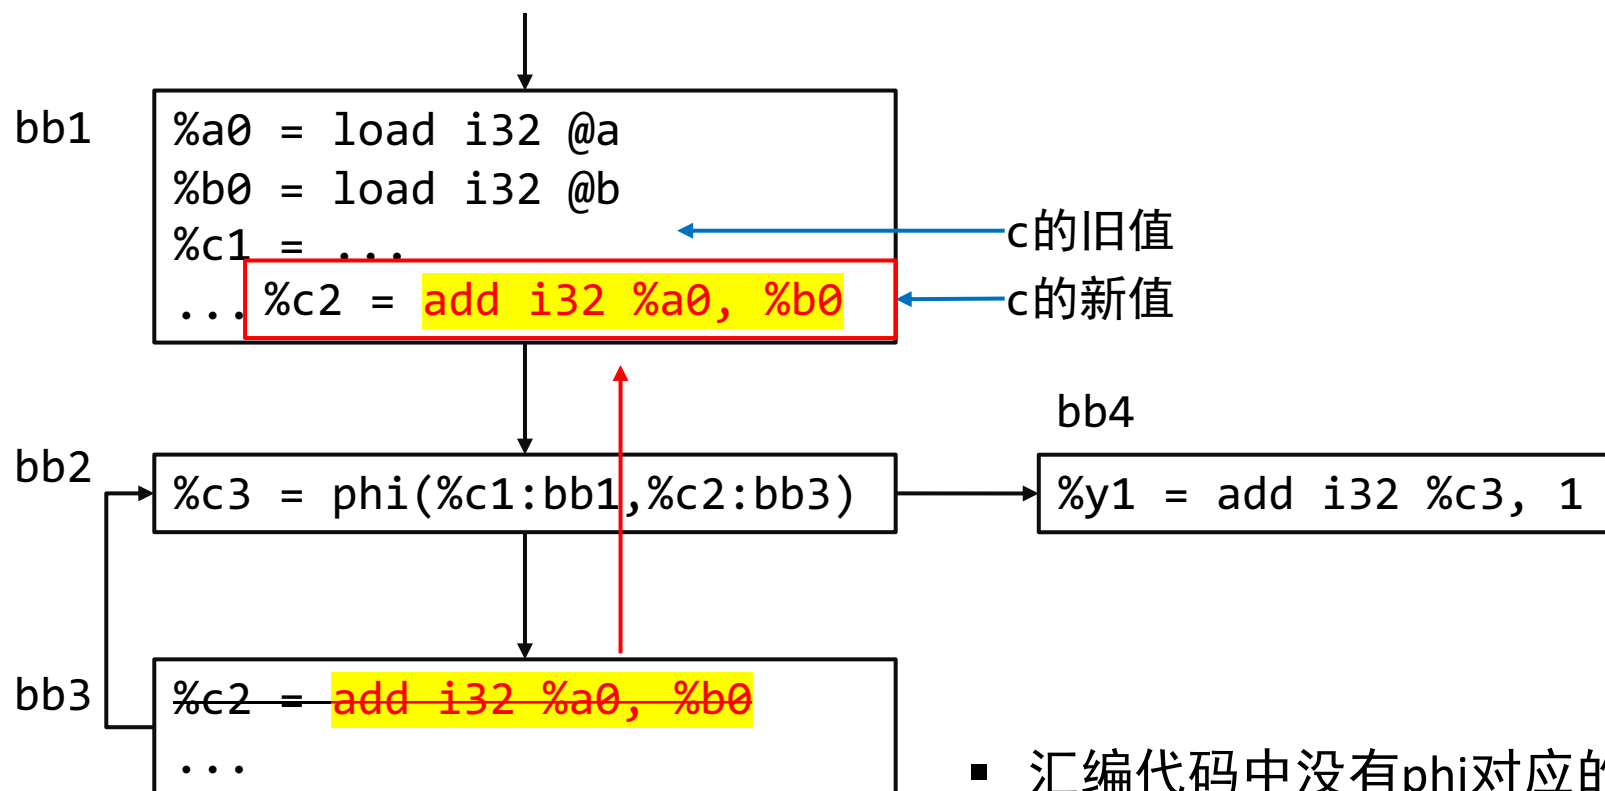 bb1
%a0 = load i32 @a
%b0 = load i32 @b
%c1 = ...
c的旧值
... %c2 = add i32 %a0, %b0
c的新值
bb4
bb2
%c3 = phi(%c1:bb1,%c2:bb3)
%y1 = add i32 %c3, 1
bb3
%c2 = add i32 %a0, %b0
...
▪ 汇编代码中没有phi对应的